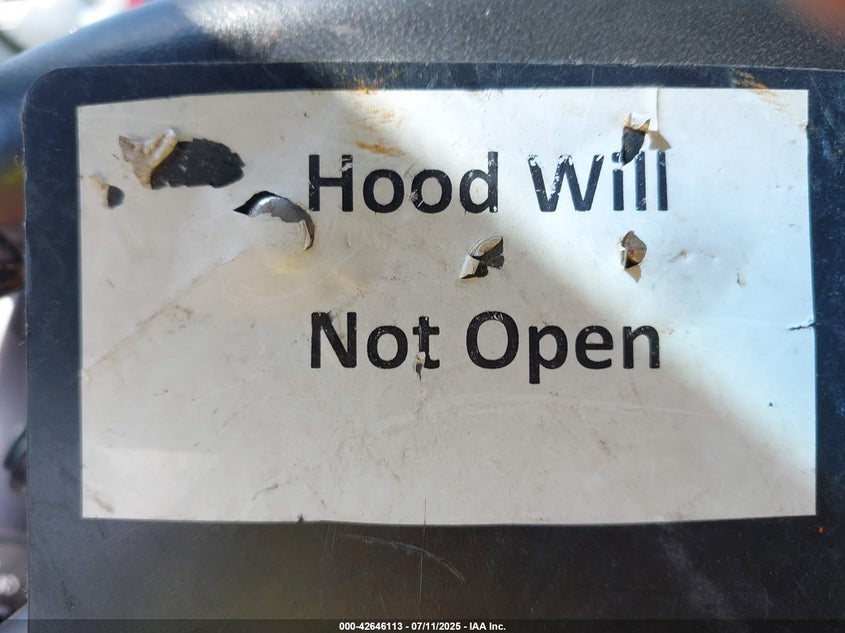 Hood Will
Not Open
000-42646113 - 07/11/2025 - IAA Inc.